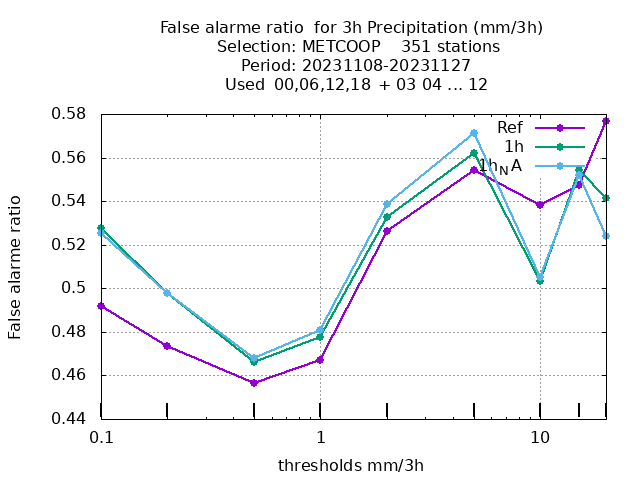 False alarme ratio  for 3h Precipitation (mm/3h)
Selection: METCOOP    351 stations
Period: 20231108-20231127
Used  00,06,12,18  + 03 04 ... 12
Ref
1h
1h_NA
False alarme ratio
0.58
0.56
0.54
0.52
0.5
0.48
0.46
0.44
0.1
1
10
thresholds mm/3h